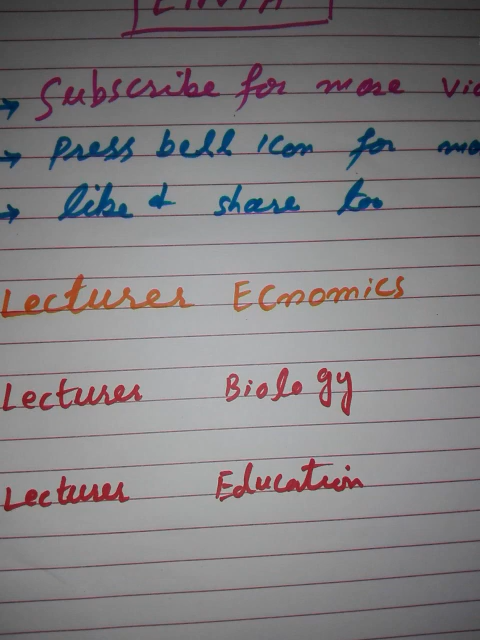 → Subscribe for more
→ Press bell icon for
→ like & share too
Lecturer Economics
Lecturer Biology
Lecturer Education